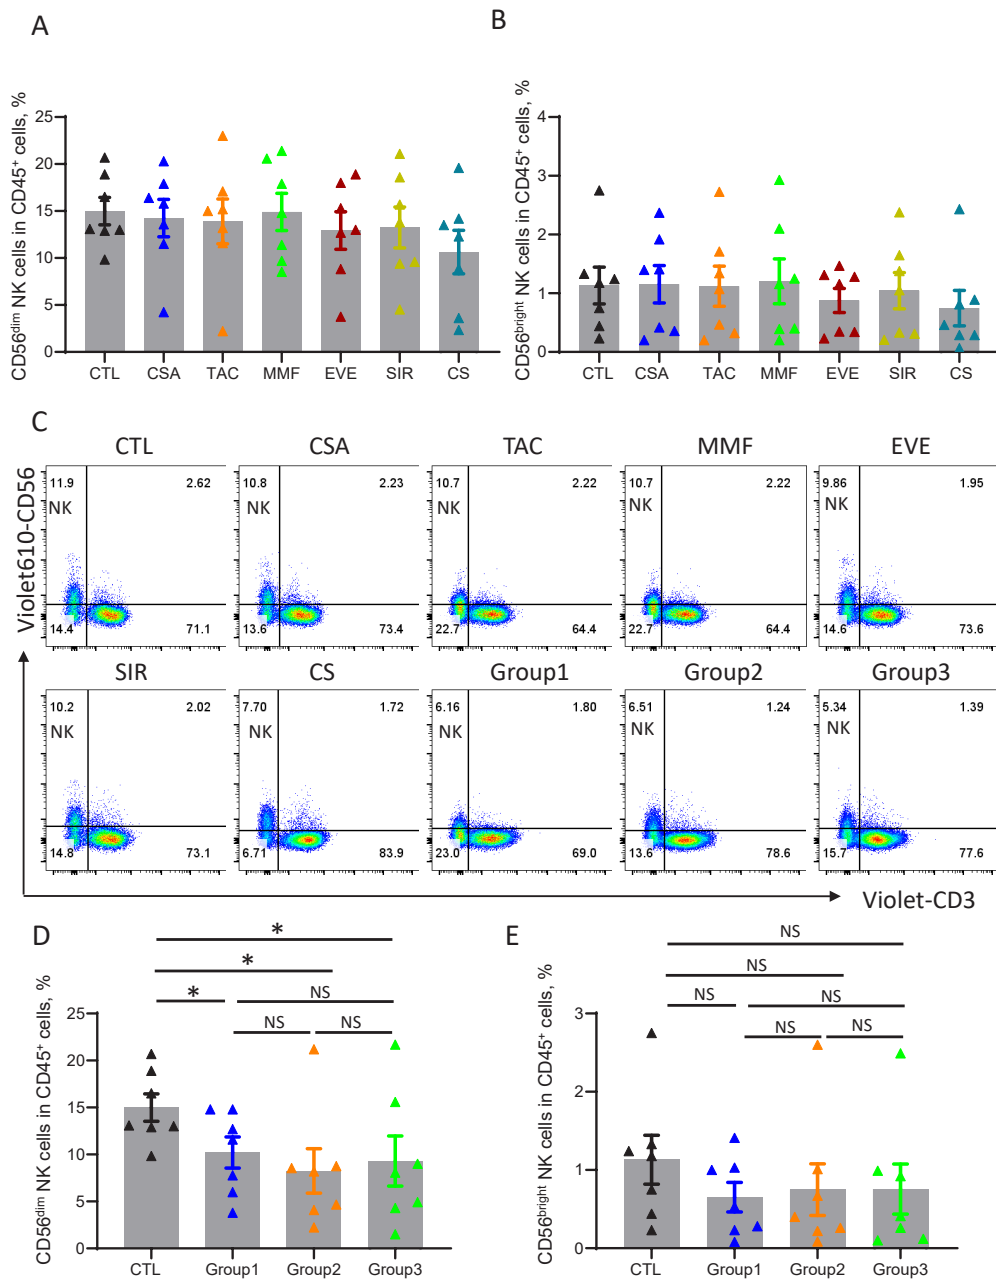 A
B
CD56dim NK cells in CD45+ cells, %
25
20
15
10
5
0
CTL CSA TAC MMF EVE SIR CS
CD56bright NK cells in CD45+ cells, %
4
3
2
1
0
CTL CSA TAC MMF EVE SIR CS
C
Violet610-CD56
CTL CSA TAC MMF EVE
11.9 2.62 10.8 2.23 10.7 2.22 10.7 2.22 9.86 1.95
NK NK NK NK NK
14.4 71.1 13.6 73.4 22.7 64.4 22.7 64.4 14.6 73.6
SIR CS Group1 Group2 Group3
10.2 2.02 7.70 1.72 6.16 1.80 6.51 1.24 5.34 1.39
NK NK NK NK NK
14.8 73.1 6.71 83.9 23.0 69.0 13.6 78.6 15.7 77.6
Violet-CD3
D
*
*
* NS
NS NS
CD56dim NK cells in CD45+ cells, %
25
20
15
10
5
0
CTL Group1 Group2 Group3
E
NS
NS
NS NS
NS NS
CD56bright NK cells in CD45+ cells, %
3
2
1
0
CTL Group1 Group2 Group3